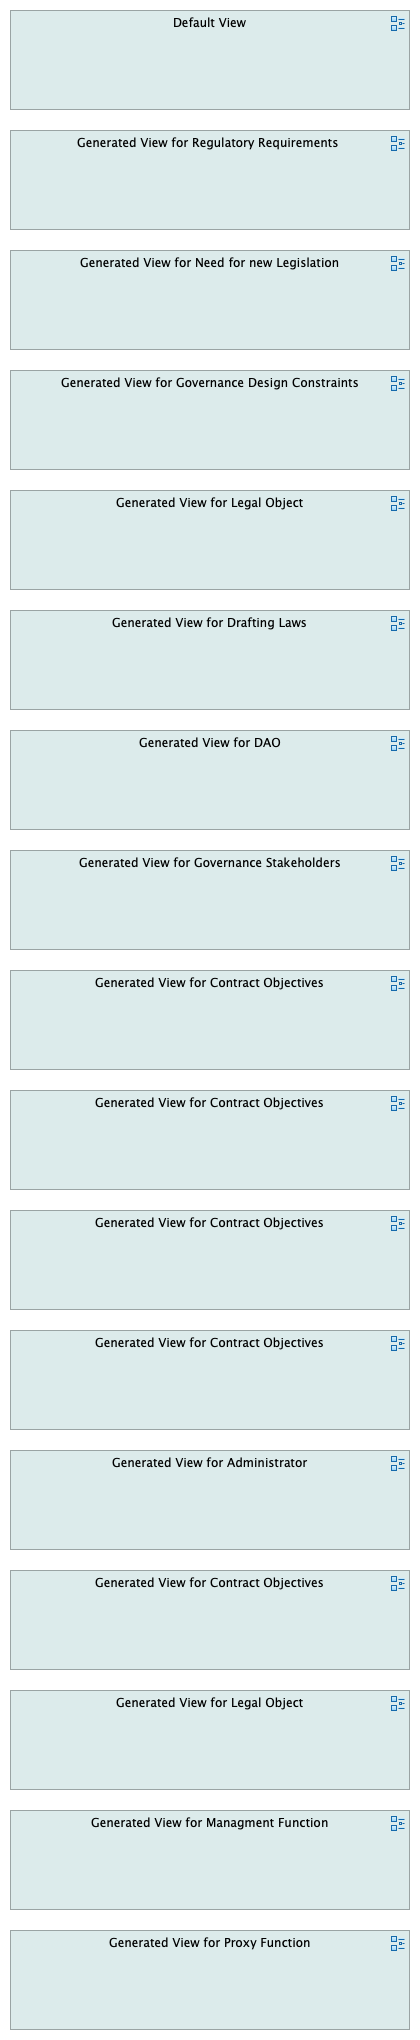 Default View
Generated View for Regulatory Requirements
Generated View for Need for new Legislation
Generated View for Governance Design Constraints
Generated View for Legal Object
Generated View for Drafting Laws
Generated View for DAO
Generated View for Governance Stakeholders
Generated View for Contract Objectives
Generated View for Contract Objectives
Generated View for Contract Objectives
Generated View for Contract Objectives
Generated View for Administrator
Generated View for Contract Objectives
Generated View for Legal Object
Generated View for Managment Function
Generated View for Proxy Function